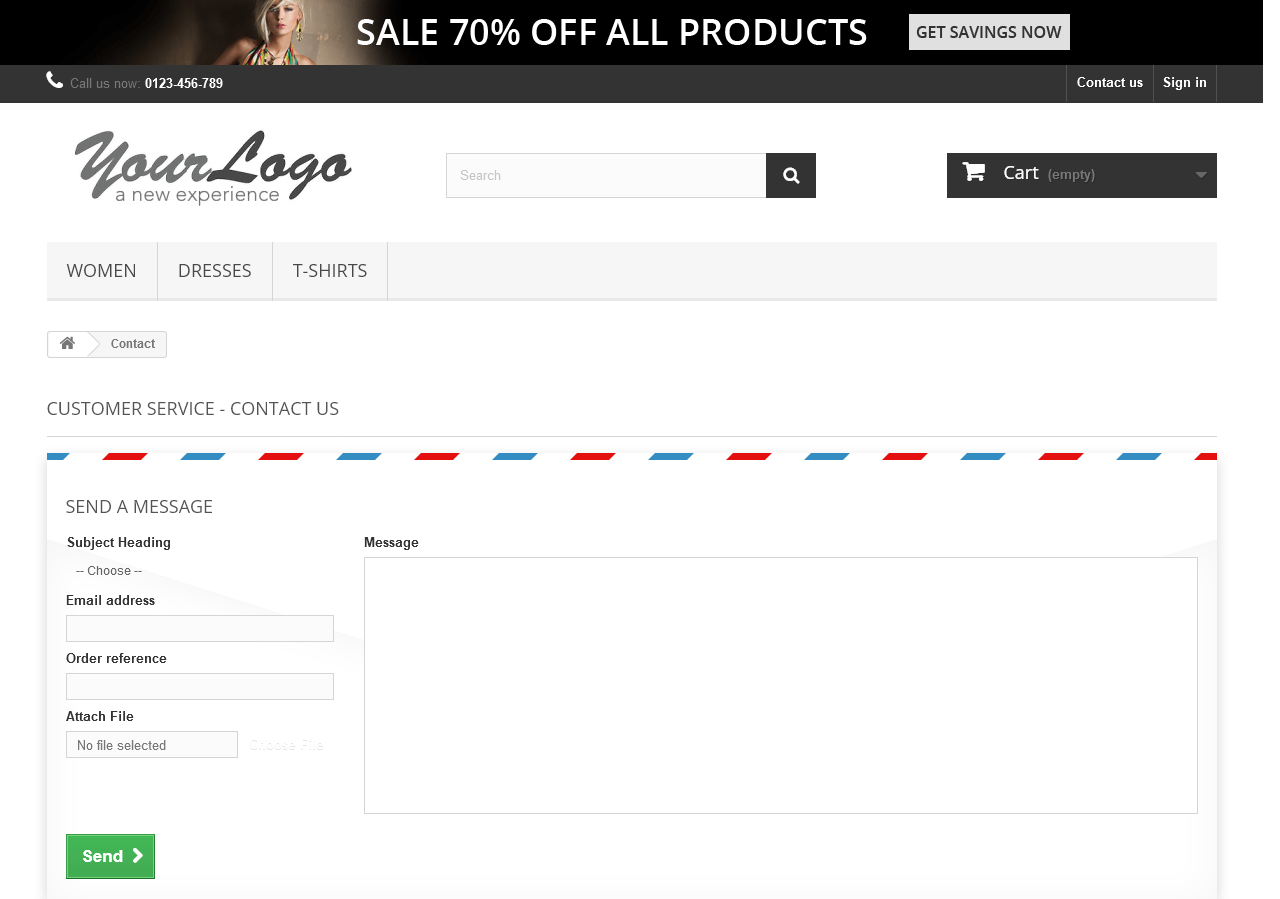 SALE 70% OFF ALL PRODUCTS GET SAVINGS NOW
Call us now: 0123-456-789 Contact us Sign in
YourLogo
a new experience
Search
Cart (empty)
WOMEN DRESSES T-SHIRTS
Contact
CUSTOMER SERVICE - CONTACT US
SEND A MESSAGE
Subject Heading
-- Choose --
Email address
Order reference
Attach File
No file selected Choose File
Message
Send